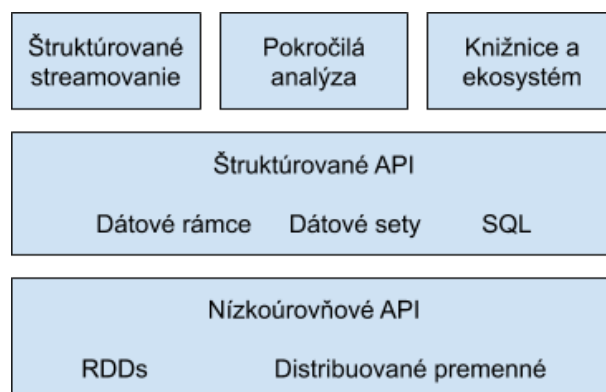 Štruktúrované
streamovanie
Pokročilá
analýza
Knižnice a
ekosystém
Štruktúrované API
Dátové rámce Dátové sety SQL
Nízkoúrovňové API
RDDs Distribuované premenné